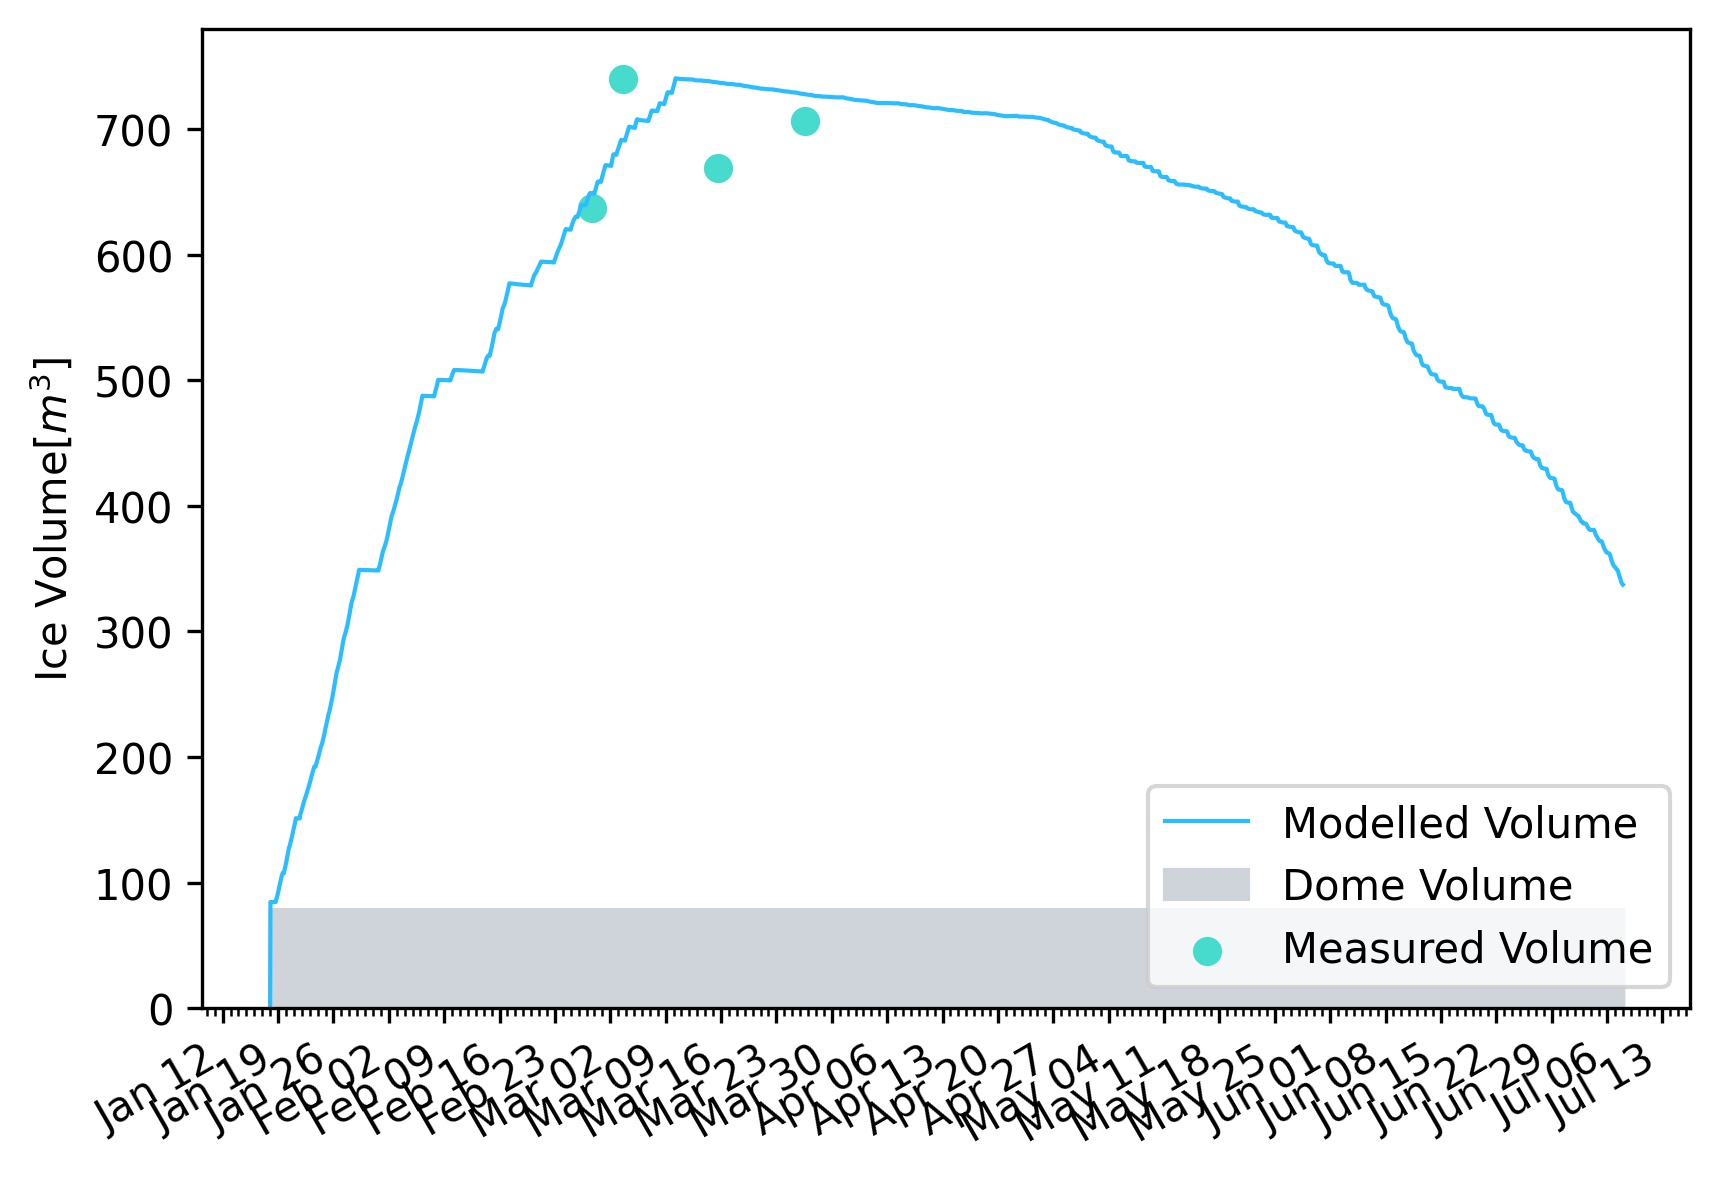 Ice Volume[m³]
700
600
500
400
300
200
100
0
Modelled Volume
Dome Volume
Measured Volume
Jan 12
Jan 19
Jan 26
Feb 02
Feb 09
Feb 16
Feb 23
Mar 02
Mar 09
Mar 16
Mar 23
Mar 30
Apr 06
Apr 13
Apr 20
Apr 27
May 04
May 11
May 18
May 25
Jun 01
Jun 08
Jun 15
Jun 22
Jun 29
Jul 06
Jul 13